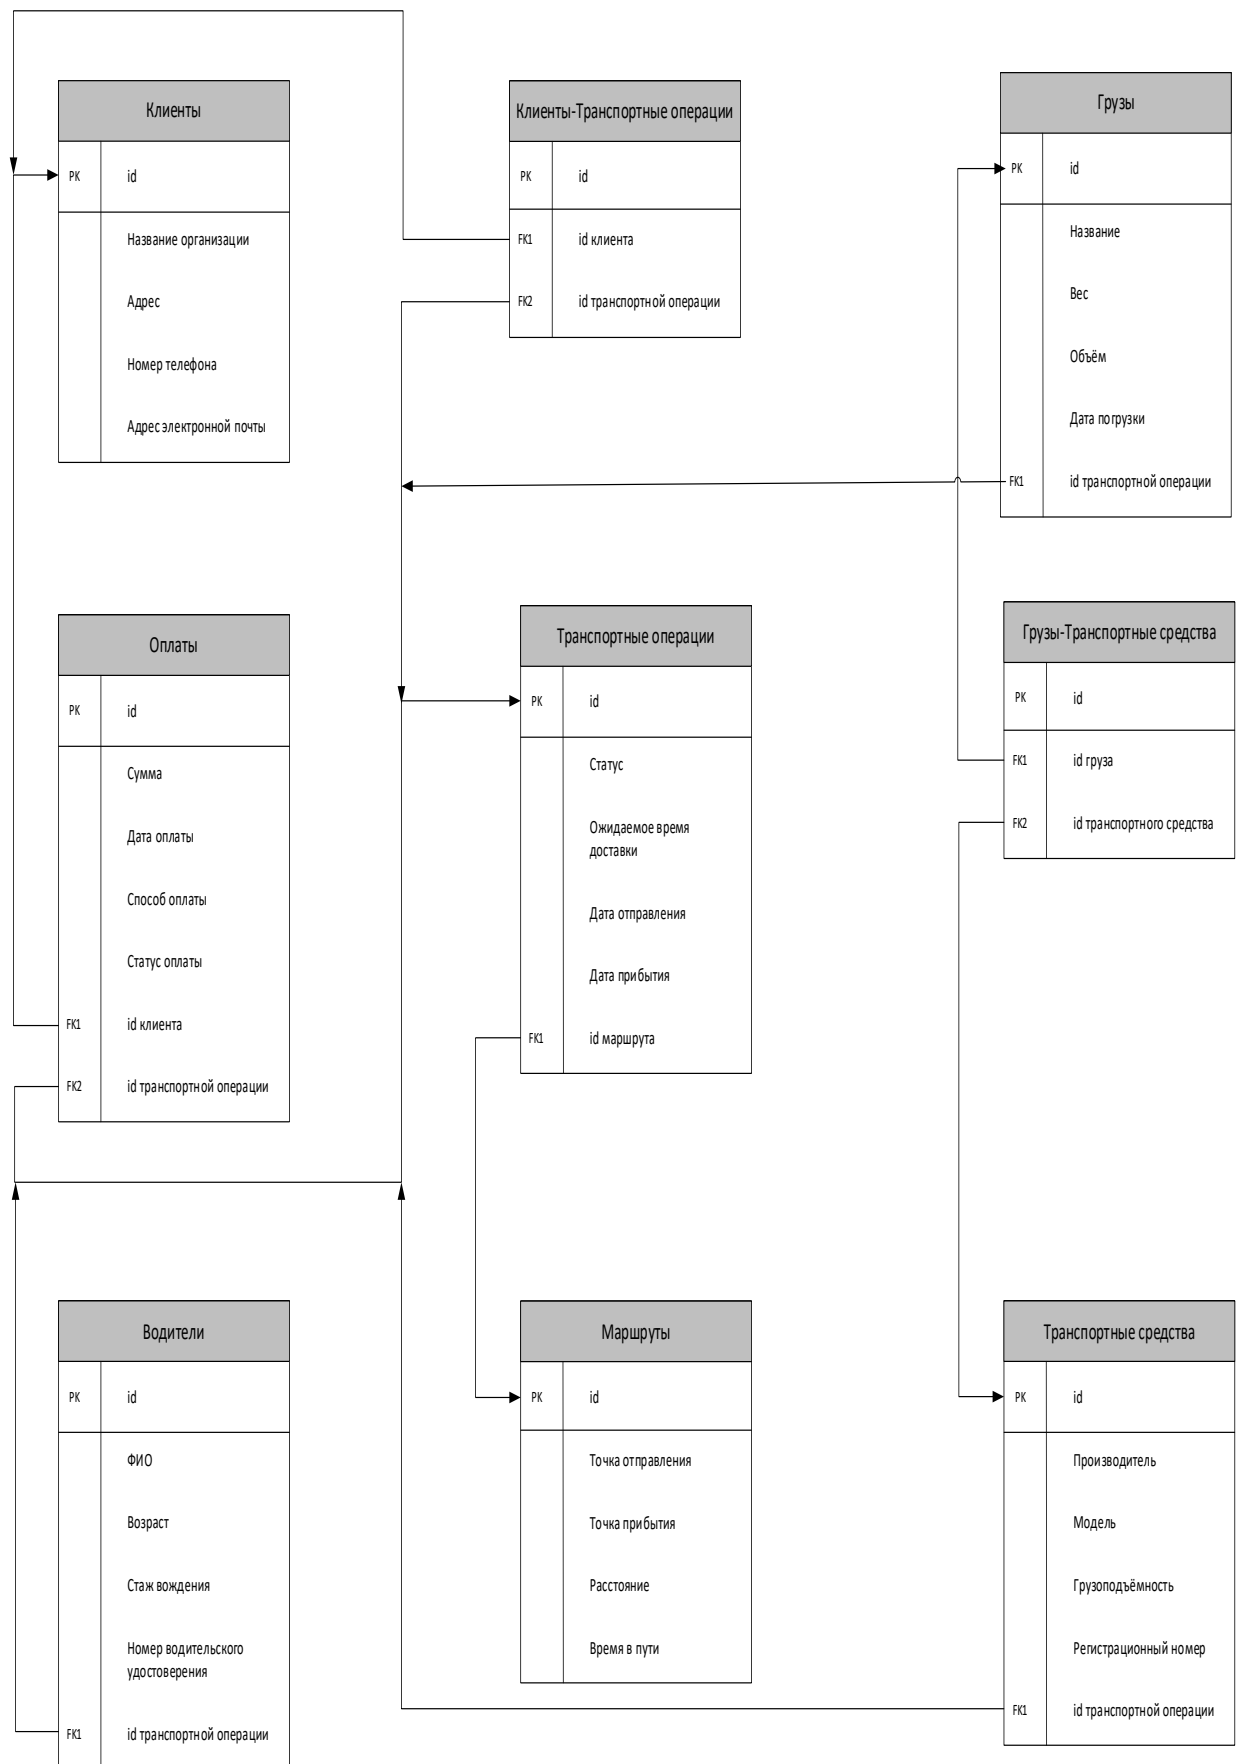 Клиенты
PK id
Название организации
Адрес
Номер телефона
Адрес электронной почты
Клиенты-Транспортные операции
PK id
FK1 id клиента
FK2 id транспортной операции
Грузы
PK id
Название
Вес
Объём
Дата погрузки
FK1 id транспортной операции
Оплаты
PK id
Сумма
Дата оплаты
Способ оплаты
Статус оплаты
FK1 id клиента
FK2 id транспортной операции
Транспортные операции
PK id
Статус
Ожидаемое время
доставки
Дата отправления
Дата прибытия
FK1 id маршрута
Грузы-Транспортные средства
PK id
FK1 id груза
FK2 id транспортного средства
Водители
PK id
ФИО
Возраст
Стаж вождения
Номер водительского
удостоверения
FK1 id транспортной операции
Маршруты
PK id
Точка отправления
Точка прибытия
Расстояние
Время в пути
Транспортные средства
PK id
Производитель
Модель
Грузоподъёмность
Регистрационный номер
FK1 id транспортной операции